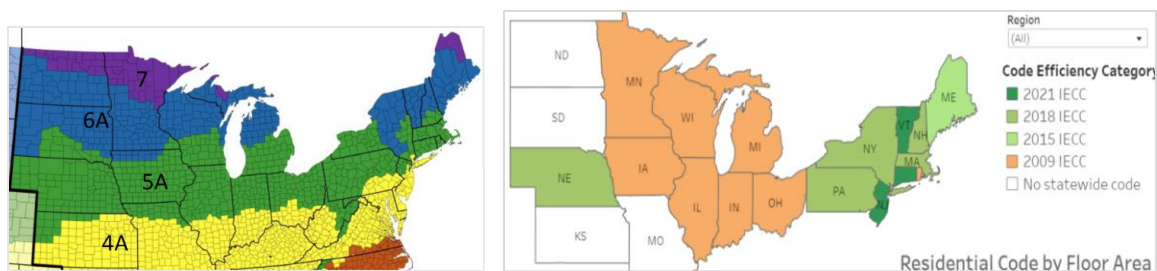 7
6A
5A
4A
Region
(All)
Code Efficiency Category
2021 IECC
2018 IECC
2015 IECC
2009 IECC
No statewide code
ND
MN
SD
WI
MI
ME
VT
NH
NY
MA
IA
NE
PA
NJ
IL
IN
OH
KS
MO
Residential Code by Floor Area